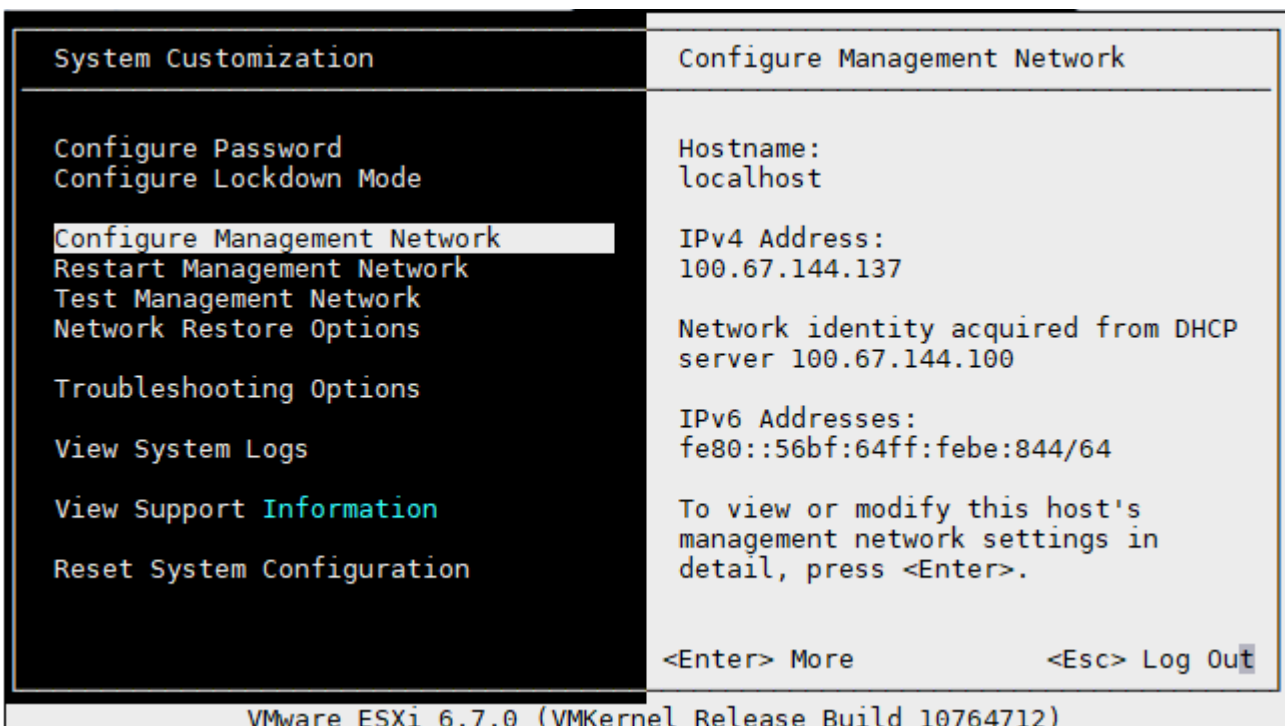 System Customization
Configure Password
Configure Lockdown Mode
Configure Management Network
Restart Management Network
Test Management Network
Network Restore Options
Troubleshooting Options
View System Logs
View Support Information
Reset System Configuration
Configure Management Network
Hostname:
localhost
IPv4 Address:
100.67.144.137
Network identity acquired from DHCP
server 100.67.144.100
IPv6 Addresses:
fe80::56bf:64ff:febe:844/64
To view or modify this host's
management network settings in
detail, press <Enter>.
<Enter> More <Esc> Log Out
VMware ESXi 6.7.0 (VMKernel Release Build 10764712)